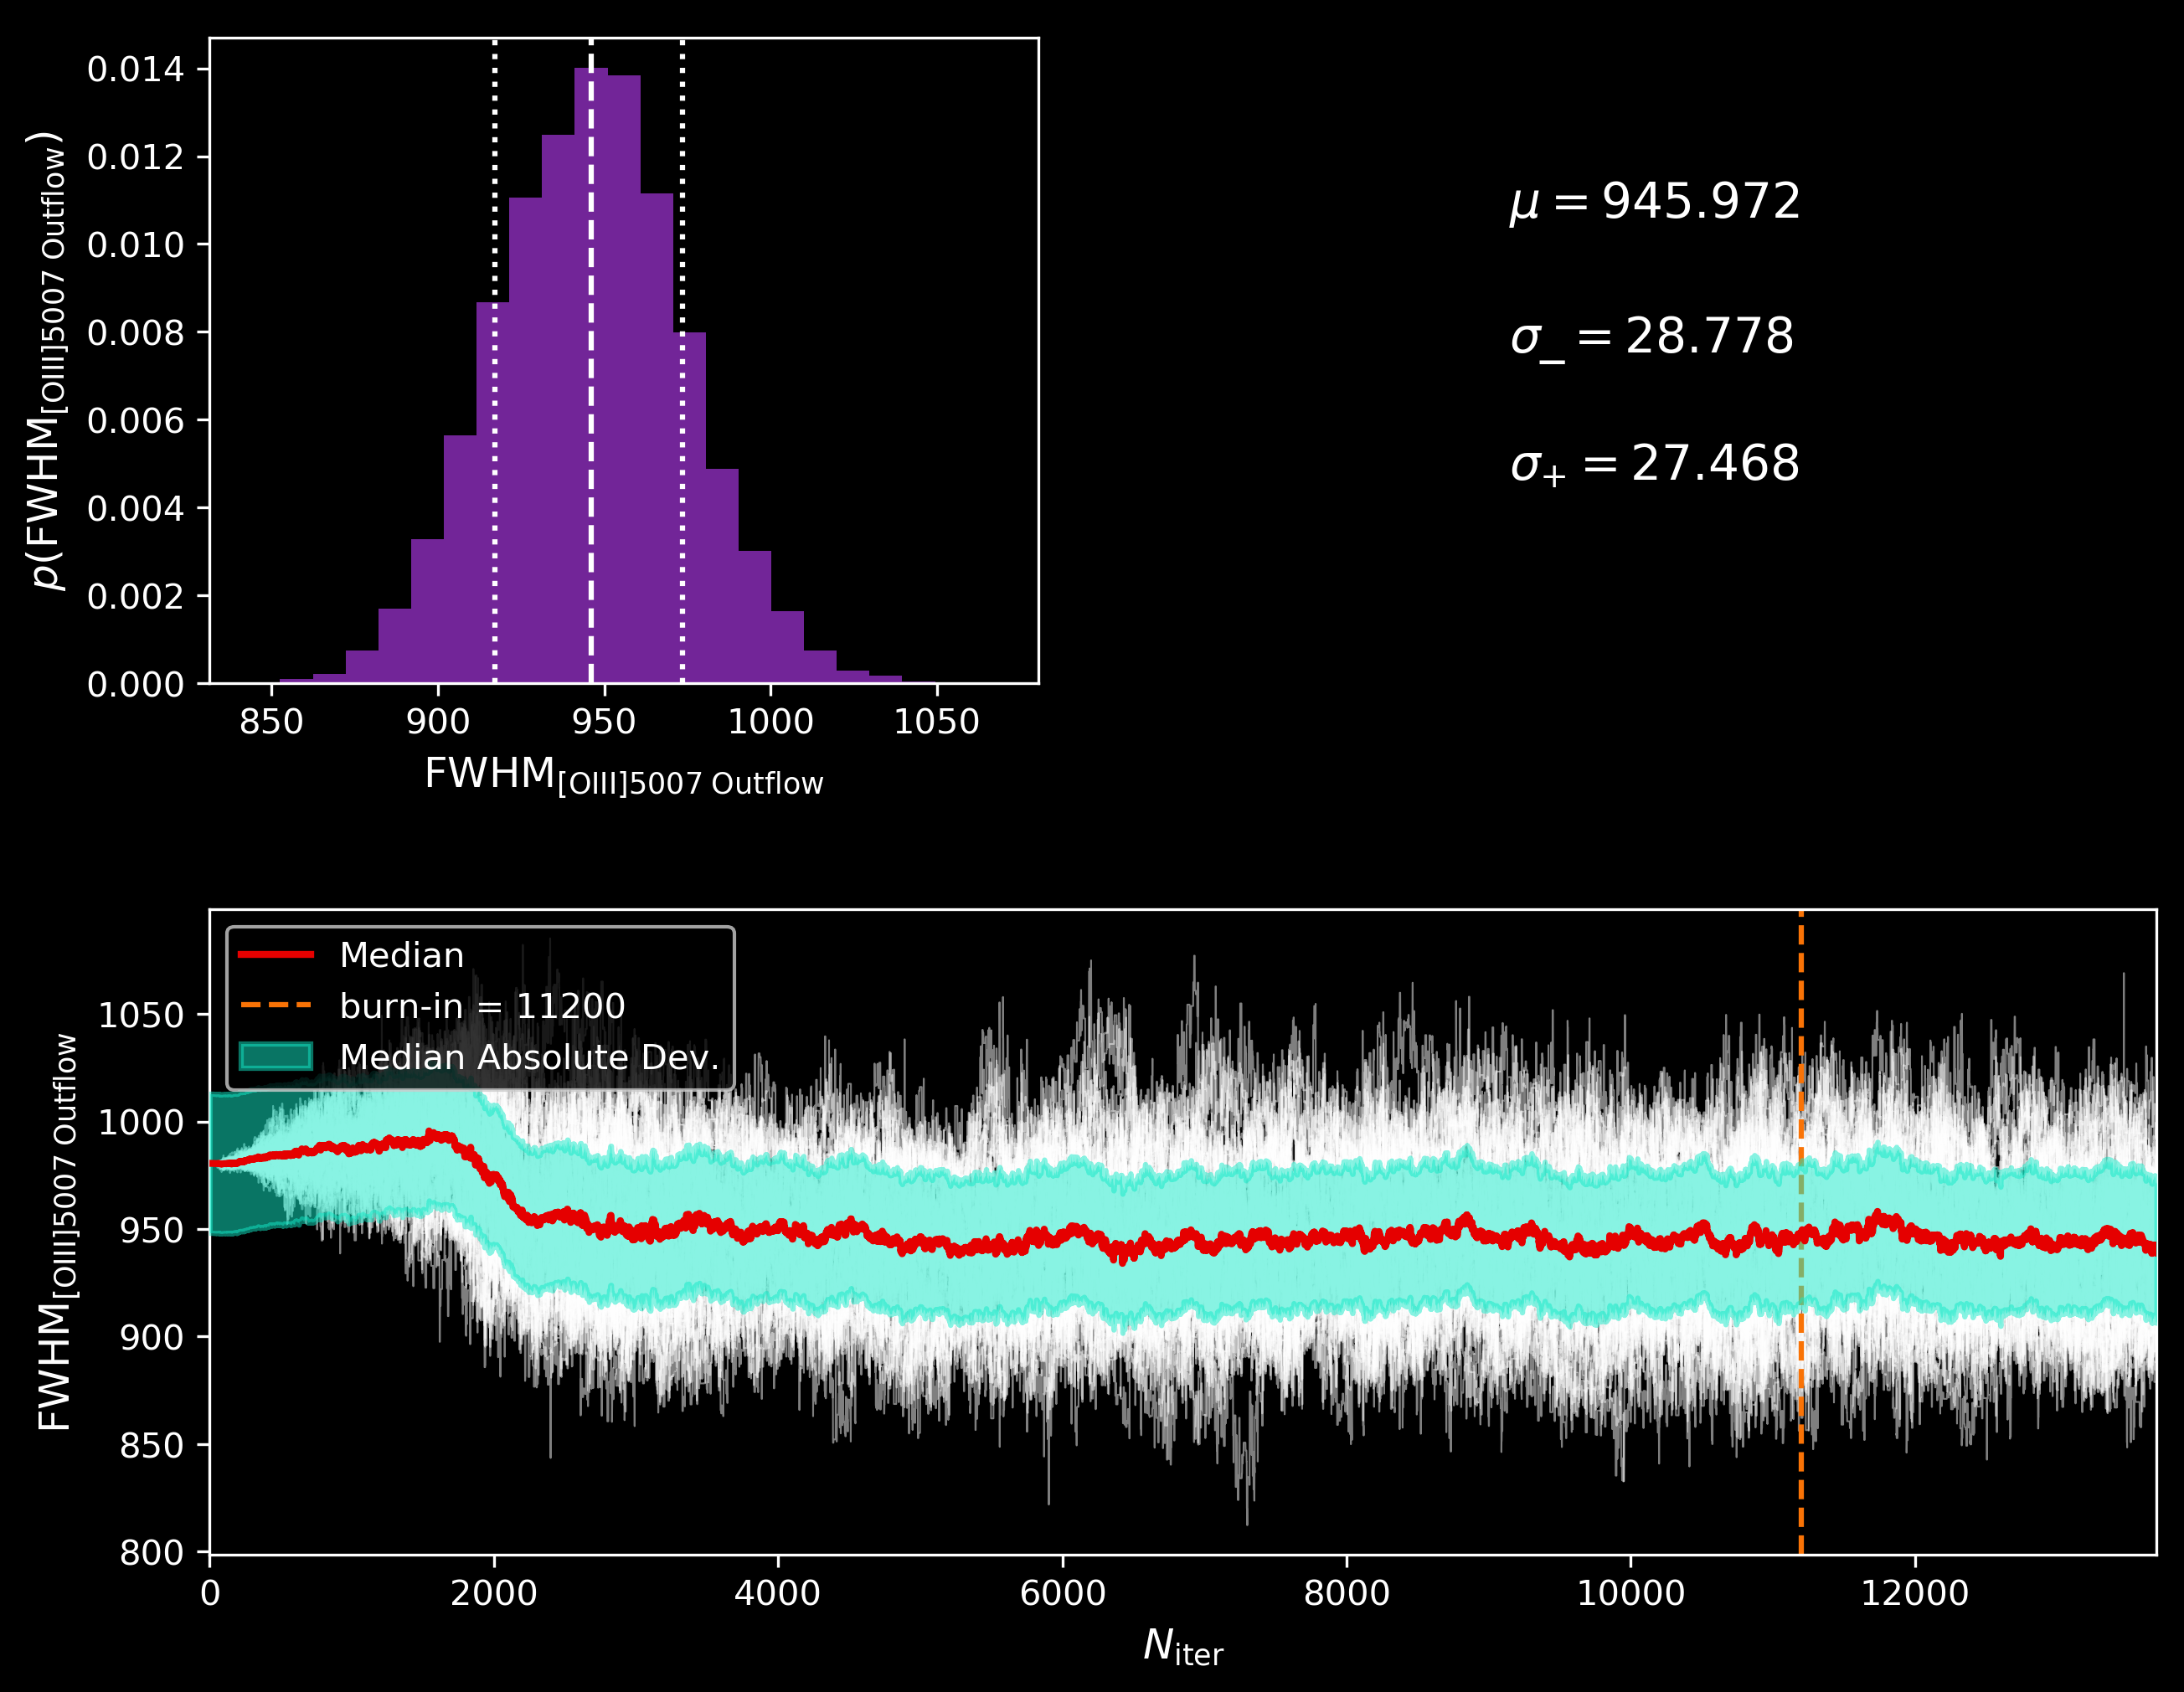 0.014
0.012
0.010
0.008
0.006
0.004
0.002
0.000
p(FWHM[OIII]5007 Outflow)
850 900 950 1000 1050
FWHM[OIII]5007 Outflow
μ = 945.972
σ_ = 28.778
σ+ = 27.468
Median
burn-in = 11200
Median Absolute Dev.
1050
1000
950
900
850
800
FWHM[OIII]5007 Outflow
0 2000 4000 6000 8000 10000 12000
Niter